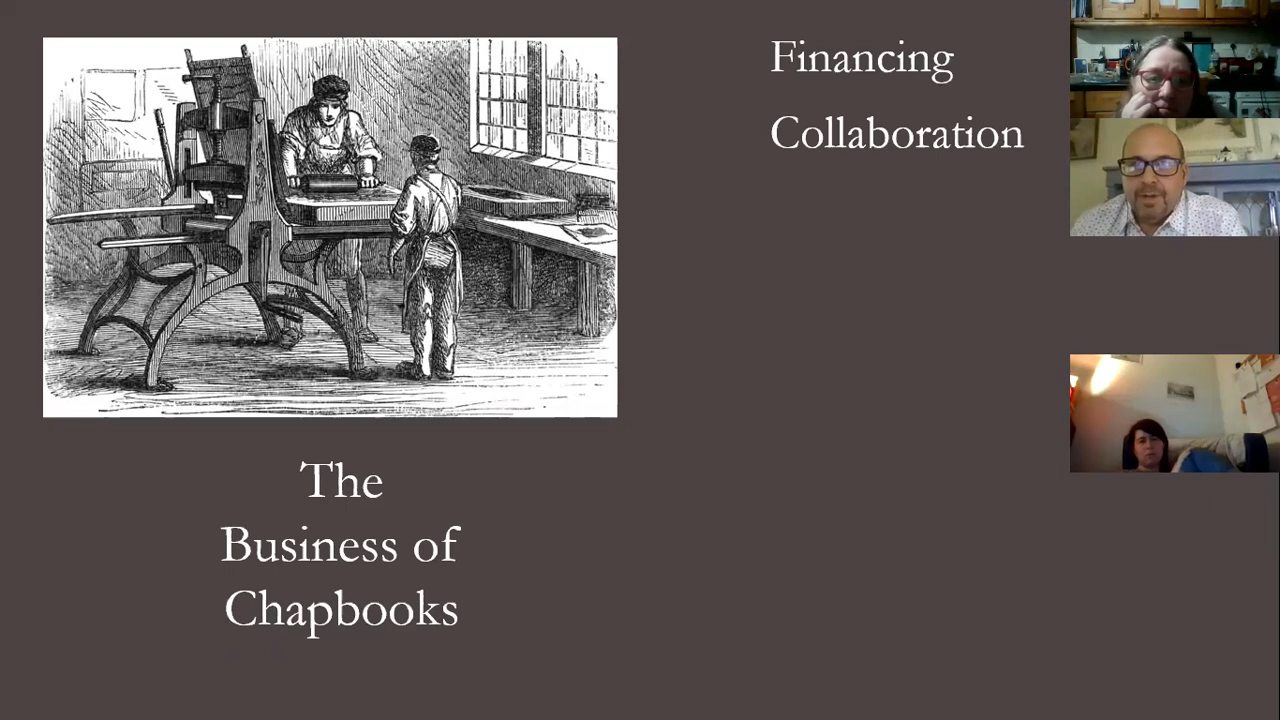 Financing
Collaboration
The
Business of
Chapbooks